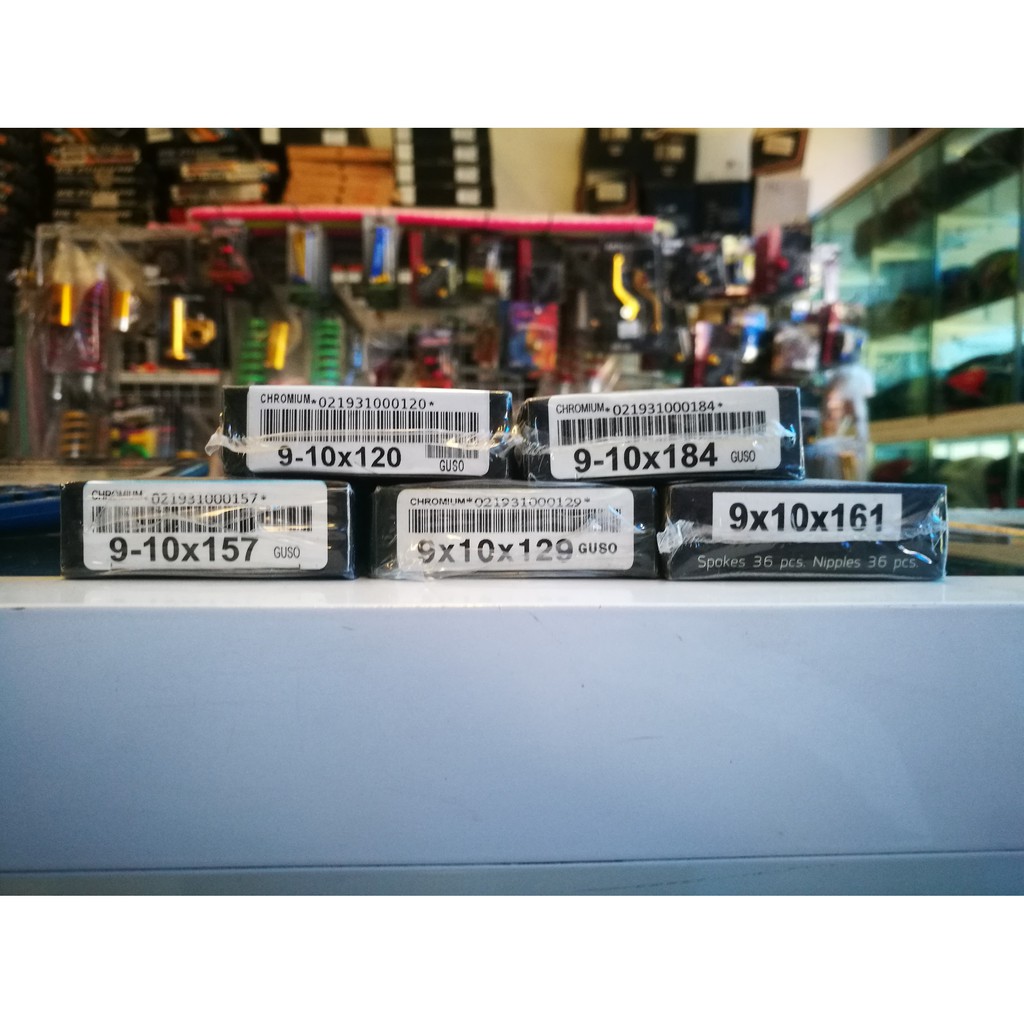 CHROMIUM*021931000120*
9-10x120 GUSO
CHROMIUM*021931000184*
9-10x184 GUSO
CHROMIUM*021931000157*
9-10x157 GUSO
CHROMIUM*021931000129*
9x10x129 GUSO
9x10x161
Spokes 36 pcs. Nipples 36 pcs.